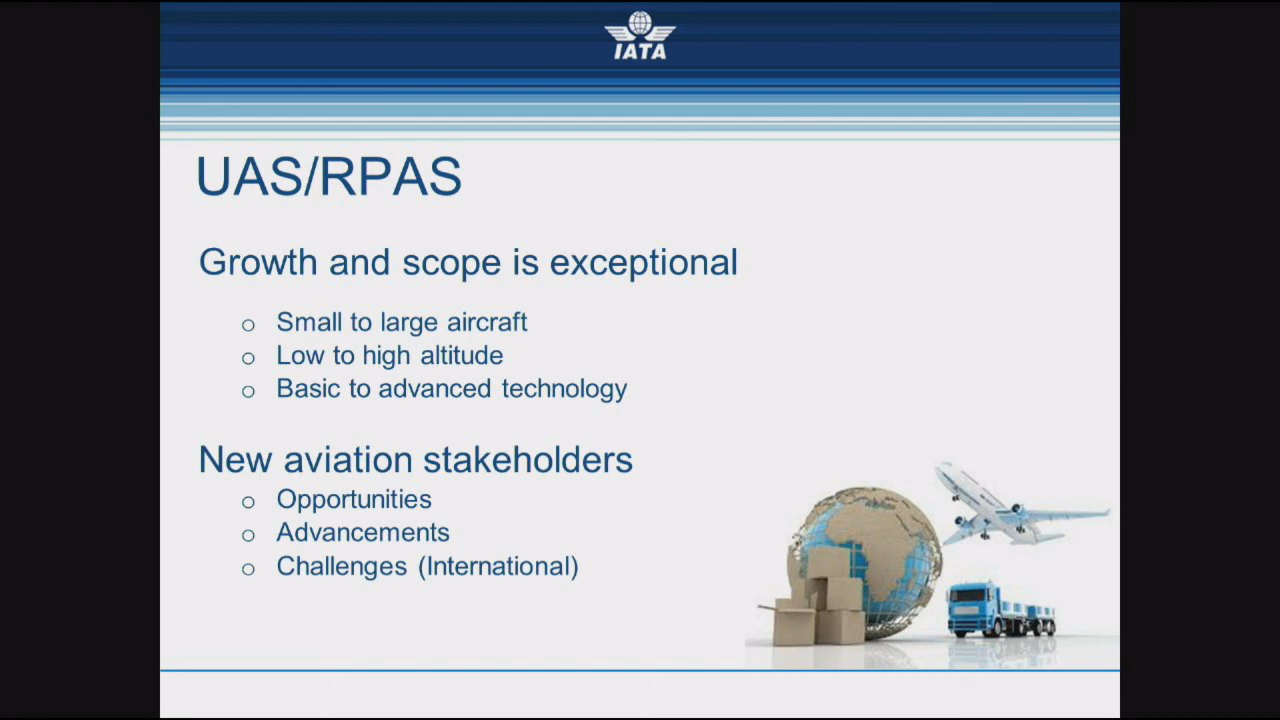 IATA
UAS/RPAS
Growth and scope is exceptional
o Small to large aircraft
o Low to high altitude
o Basic to advanced technology
New aviation stakeholders
o Opportunities
o Advancements
o Challenges (International)